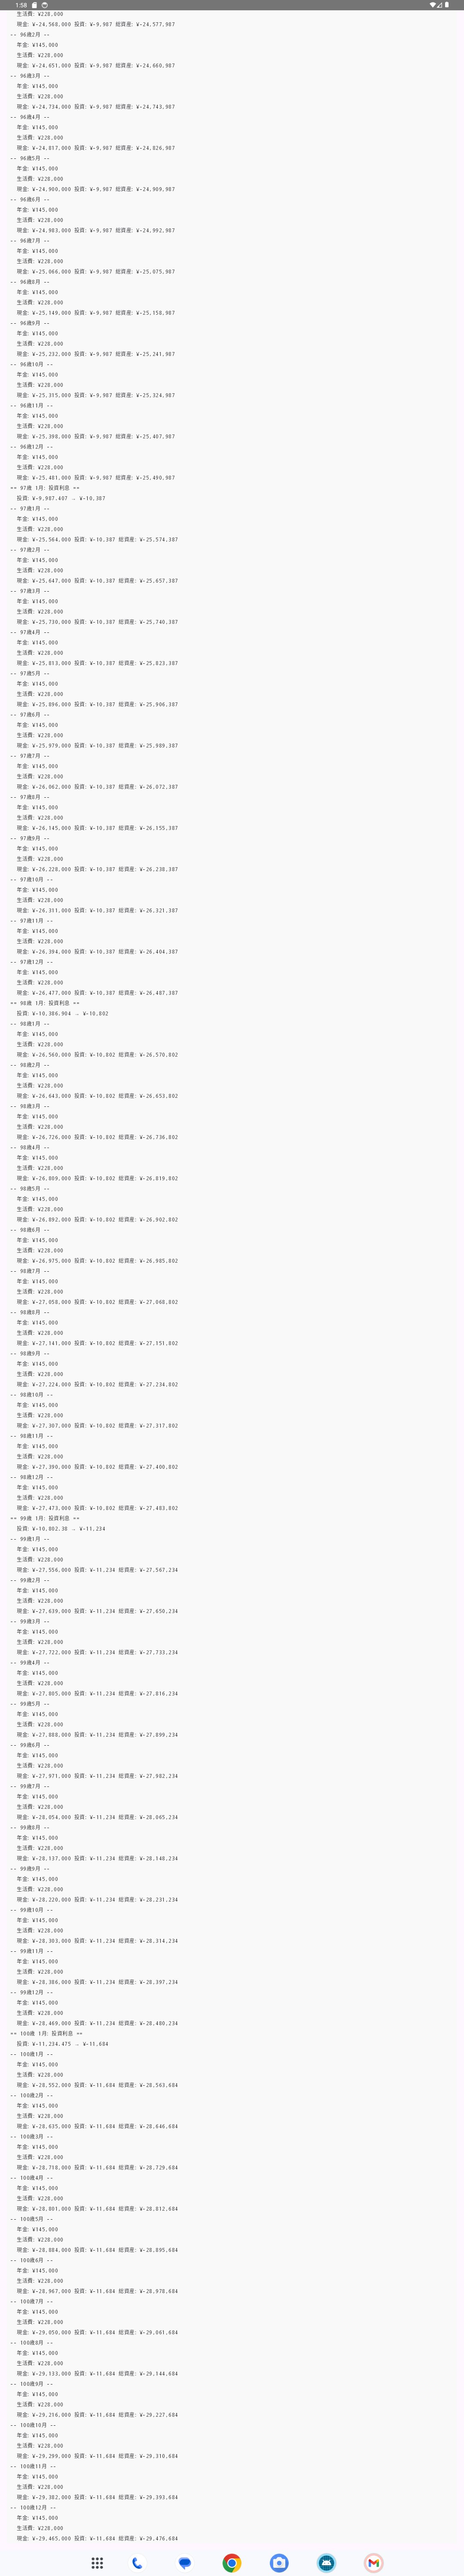 1:58
生活費: ¥228,000
現金: ¥-24,568,000 投資: ¥-9,987 総資産: ¥-24,577,987
-- 96歳2月 --
年金: ¥145,000
生活費: ¥228,000
現金: ¥-24,651,000 投資: ¥-9,987 総資産: ¥-24,660,987
-- 96歳3月 --
年金: ¥145,000
生活費: ¥228,000
現金: ¥-24,734,000 投資: ¥-9,987 総資産: ¥-24,743,987
-- 96歳4月 --
年金: ¥145,000
生活費: ¥228,000
現金: ¥-24,817,000 投資: ¥-9,987 総資産: ¥-24,826,987
-- 96歳5月 --
年金: ¥145,000
生活費: ¥228,000
現金: ¥-24,900,000 投資: ¥-9,987 総資産: ¥-24,909,987
-- 96歳6月 --
年金: ¥145,000
生活費: ¥228,000
現金: ¥-24,983,000 投資: ¥-9,987 総資産: ¥-24,992,987
-- 96歳7月 --
年金: ¥145,000
生活費: ¥228,000
現金: ¥-25,066,000 投資: ¥-9,987 総資産: ¥-25,075,987
-- 96歳8月 --
年金: ¥145,000
生活費: ¥228,000
現金: ¥-25,149,000 投資: ¥-9,987 総資産: ¥-25,158,987
-- 96歳9月 --
年金: ¥145,000
生活費: ¥228,000
現金: ¥-25,232,000 投資: ¥-9,987 総資産: ¥-25,241,987
-- 96歳10月 --
年金: ¥145,000
生活費: ¥228,000
現金: ¥-25,315,000 投資: ¥-9,987 総資産: ¥-25,324,987
-- 96歳11月 --
年金: ¥145,000
生活費: ¥228,000
現金: ¥-25,398,000 投資: ¥-9,987 総資産: ¥-25,407,987
-- 96歳12月 --
年金: ¥145,000
生活費: ¥228,000
現金: ¥-25,481,000 投資: ¥-9,987 総資産: ¥-25,490,987
== 97歳 1月: 投資利息 ==
投資: ¥-9,987.407 → ¥-10,387
-- 97歳1月 --
年金: ¥145,000
生活費: ¥228,000
現金: ¥-25,564,000 投資: ¥-10,387 総資産: ¥-25,574,387
-- 97歳2月 --
年金: ¥145,000
生活費: ¥228,000
現金: ¥-25,647,000 投資: ¥-10,387 総資産: ¥-25,657,387
-- 97歳3月 --
年金: ¥145,000
生活費: ¥228,000
現金: ¥-25,730,000 投資: ¥-10,387 総資産: ¥-25,740,387
-- 97歳4月 --
年金: ¥145,000
生活費: ¥228,000
現金: ¥-25,813,000 投資: ¥-10,387 総資産: ¥-25,823,387
-- 97歳5月 --
年金: ¥145,000
生活費: ¥228,000
現金: ¥-25,896,000 投資: ¥-10,387 総資産: ¥-25,906,387
-- 97歳6月 --
年金: ¥145,000
生活費: ¥228,000
現金: ¥-25,979,000 投資: ¥-10,387 総資産: ¥-25,989,387
-- 97歳7月 --
年金: ¥145,000
生活費: ¥228,000
現金: ¥-26,062,000 投資: ¥-10,387 総資産: ¥-26,072,387
-- 97歳8月 --
年金: ¥145,000
生活費: ¥228,000
現金: ¥-26,145,000 投資: ¥-10,387 総資産: ¥-26,155,387
-- 97歳9月 --
年金: ¥145,000
生活費: ¥228,000
現金: ¥-26,228,000 投資: ¥-10,387 総資産: ¥-26,238,387
-- 97歳10月 --
年金: ¥145,000
生活費: ¥228,000
現金: ¥-26,311,000 投資: ¥-10,387 総資産: ¥-26,321,387
-- 97歳11月 --
年金: ¥145,000
生活費: ¥228,000
現金: ¥-26,394,000 投資: ¥-10,387 総資産: ¥-26,404,387
-- 97歳12月 --
年金: ¥145,000
生活費: ¥228,000
現金: ¥-26,477,000 投資: ¥-10,387 総資産: ¥-26,487,387
== 98歳 1月: 投資利息 ==
投資: ¥-10,386.904 → ¥-10,802
-- 98歳1月 --
年金: ¥145,000
生活費: ¥228,000
現金: ¥-26,560,000 投資: ¥-10,802 総資産: ¥-26,570,802
-- 98歳2月 --
年金: ¥145,000
生活費: ¥228,000
現金: ¥-26,643,000 投資: ¥-10,802 総資産: ¥-26,653,802
-- 98歳3月 --
年金: ¥145,000
生活費: ¥228,000
現金: ¥-26,726,000 投資: ¥-10,802 総資産: ¥-26,736,802
-- 98歳4月 --
年金: ¥145,000
生活費: ¥228,000
現金: ¥-26,809,000 投資: ¥-10,802 総資産: ¥-26,819,802
-- 98歳5月 --
年金: ¥145,000
生活費: ¥228,000
現金: ¥-26,892,000 投資: ¥-10,802 総資産: ¥-26,902,802
-- 98歳6月 --
年金: ¥145,000
生活費: ¥228,000
現金: ¥-26,975,000 投資: ¥-10,802 総資産: ¥-26,985,802
-- 98歳7月 --
年金: ¥145,000
生活費: ¥228,000
現金: ¥-27,058,000 投資: ¥-10,802 総資産: ¥-27,068,802
-- 98歳8月 --
年金: ¥145,000
生活費: ¥228,000
現金: ¥-27,141,000 投資: ¥-10,802 総資産: ¥-27,151,802
-- 98歳9月 --
年金: ¥145,000
生活費: ¥228,000
現金: ¥-27,224,000 投資: ¥-10,802 総資産: ¥-27,234,802
-- 98歳10月 --
年金: ¥145,000
生活費: ¥228,000
現金: ¥-27,307,000 投資: ¥-10,802 総資産: ¥-27,317,802
-- 98歳11月 --
年金: ¥145,000
生活費: ¥228,000
現金: ¥-27,390,000 投資: ¥-10,802 総資産: ¥-27,400,802
-- 98歳12月 --
年金: ¥145,000
生活費: ¥228,000
現金: ¥-27,473,000 投資: ¥-10,802 総資産: ¥-27,483,802
== 99歳 1月: 投資利息 ==
投資: ¥-10,802.38 → ¥-11,234
-- 99歳1月 --
年金: ¥145,000
生活費: ¥228,000
現金: ¥-27,556,000 投資: ¥-11,234 総資産: ¥-27,567,234
-- 99歳2月 --
年金: ¥145,000
生活費: ¥228,000
現金: ¥-27,639,000 投資: ¥-11,234 総資産: ¥-27,650,234
-- 99歳3月 --
年金: ¥145,000
生活費: ¥228,000
現金: ¥-27,722,000 投資: ¥-11,234 総資産: ¥-27,733,234
-- 99歳4月 --
年金: ¥145,000
生活費: ¥228,000
現金: ¥-27,805,000 投資: ¥-11,234 総資産: ¥-27,816,234
-- 99歳5月 --
年金: ¥145,000
生活費: ¥228,000
現金: ¥-27,888,000 投資: ¥-11,234 総資産: ¥-27,899,234
-- 99歳6月 --
年金: ¥145,000
生活費: ¥228,000
現金: ¥-27,971,000 投資: ¥-11,234 総資産: ¥-27,982,234
-- 99歳7月 --
年金: ¥145,000
生活費: ¥228,000
現金: ¥-28,054,000 投資: ¥-11,234 総資産: ¥-28,065,234
-- 99歳8月 --
年金: ¥145,000
生活費: ¥228,000
現金: ¥-28,137,000 投資: ¥-11,234 総資産: ¥-28,148,234
-- 99歳9月 --
年金: ¥145,000
生活費: ¥228,000
現金: ¥-28,220,000 投資: ¥-11,234 総資産: ¥-28,231,234
-- 99歳10月 --
年金: ¥145,000
生活費: ¥228,000
現金: ¥-28,303,000 投資: ¥-11,234 総資産: ¥-28,314,234
-- 99歳11月 --
年金: ¥145,000
生活費: ¥228,000
現金: ¥-28,386,000 投資: ¥-11,234 総資産: ¥-28,397,234
-- 99歳12月 --
年金: ¥145,000
生活費: ¥228,000
現金: ¥-28,469,000 投資: ¥-11,234 総資産: ¥-28,480,234
== 100歳 1月: 投資利息 ==
投資: ¥-11,234.475 → ¥-11,684
-- 100歳1月 --
年金: ¥145,000
生活費: ¥228,000
現金: ¥-28,552,000 投資: ¥-11,684 総資産: ¥-28,563,684
-- 100歳2月 --
年金: ¥145,000
生活費: ¥228,000
現金: ¥-28,635,000 投資: ¥-11,684 総資産: ¥-28,646,684
-- 100歳3月 --
年金: ¥145,000
生活費: ¥228,000
現金: ¥-28,718,000 投資: ¥-11,684 総資産: ¥-28,729,684
-- 100歳4月 --
年金: ¥145,000
生活費: ¥228,000
現金: ¥-28,801,000 投資: ¥-11,684 総資産: ¥-28,812,684
-- 100歳5月 --
年金: ¥145,000
生活費: ¥228,000
現金: ¥-28,884,000 投資: ¥-11,684 総資産: ¥-28,895,684
-- 100歳6月 --
年金: ¥145,000
生活費: ¥228,000
現金: ¥-28,967,000 投資: ¥-11,684 総資産: ¥-28,978,684
-- 100歳7月 --
年金: ¥145,000
生活費: ¥228,000
現金: ¥-29,050,000 投資: ¥-11,684 総資産: ¥-29,061,684
-- 100歳8月 --
年金: ¥145,000
生活費: ¥228,000
現金: ¥-29,133,000 投資: ¥-11,684 総資産: ¥-29,144,684
-- 100歳9月 --
年金: ¥145,000
生活費: ¥228,000
現金: ¥-29,216,000 投資: ¥-11,684 総資産: ¥-29,227,684
-- 100歳10月 --
年金: ¥145,000
生活費: ¥228,000
現金: ¥-29,299,000 投資: ¥-11,684 総資産: ¥-29,310,684
-- 100歳11月 --
年金: ¥145,000
生活費: ¥228,000
現金: ¥-29,382,000 投資: ¥-11,684 総資産: ¥-29,393,684
-- 100歳12月 --
年金: ¥145,000
生活費: ¥228,000
現金: ¥-29,465,000 投資: ¥-11,684 総資産: ¥-29,476,684